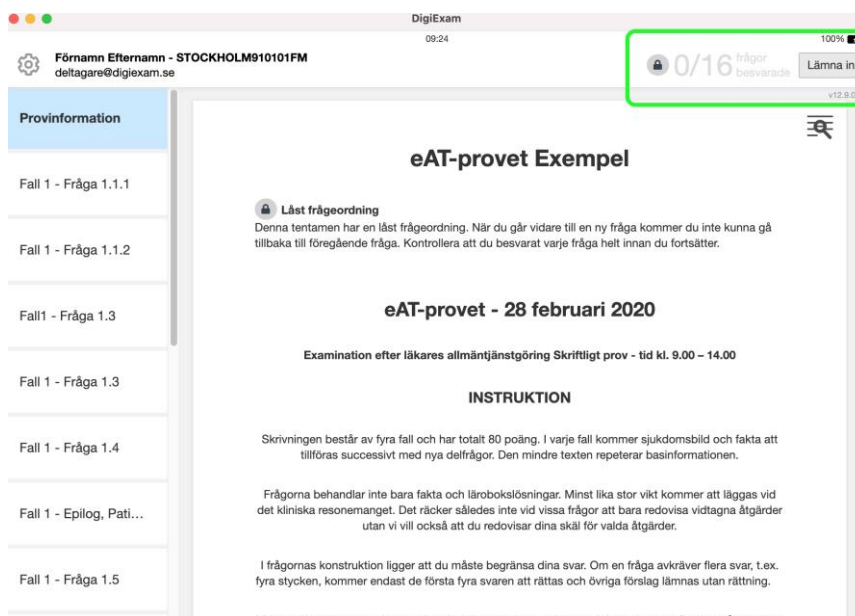 DigiExam
09:24
100%
Förnamn Efternamn - STOCKHOLM910101FM
deltagare@digiexam.se
0/16 frågor besvarade
Lämna in
v12.9.0
Provinformation
Fall 1 - Fråga 1.1.1
Fall 1 - Fråga 1.1.2
Fall1 - Fråga 1.3
Fall 1 - Fråga 1.3
Fall 1 - Fråga 1.4
Fall 1 - Epilog, Pati...
Fall 1 - Fråga 1.5
eAT-provet Exempel
Låst frågeordning
Denna tentamen har en låst frågeordning. När du går vidare till en ny fråga kommer du inte kunna gå
tillbaka till föregående fråga. Kontrollera att du besvarat varje fråga helt innan du fortsätter.
eAT-provet - 28 februari 2020
Examination efter läkares allmäntjänstgöring Skriftligt prov - tid kl. 9.00 – 14.00
INSTRUKTION
Skrivningen består av fyra fall och har totalt 80 poäng. I varje fall kommer sjukdomsbild och fakta att
tillföras successivt med nya delfrågor. Den mindre texten repeterar basinformationen.
Frågorna behandlar inte bara fakta och lärobokslösningar. Minst lika stor vikt kommer att läggas vid
det kliniska resonemanget. Det räcker således inte vid vissa frågor att bara redovisa vidtagna åtgärder
utan vi vill också att du redovisar dina skäl för valda åtgärder.
I frågornas konstruktion ligger att du måste begränsa dina svar. Om en fråga avkräver flera svar, t.ex.
fyra stycken, kommer endast de första fyra svaren att rättas och övriga förslag lämnas utan rättning.